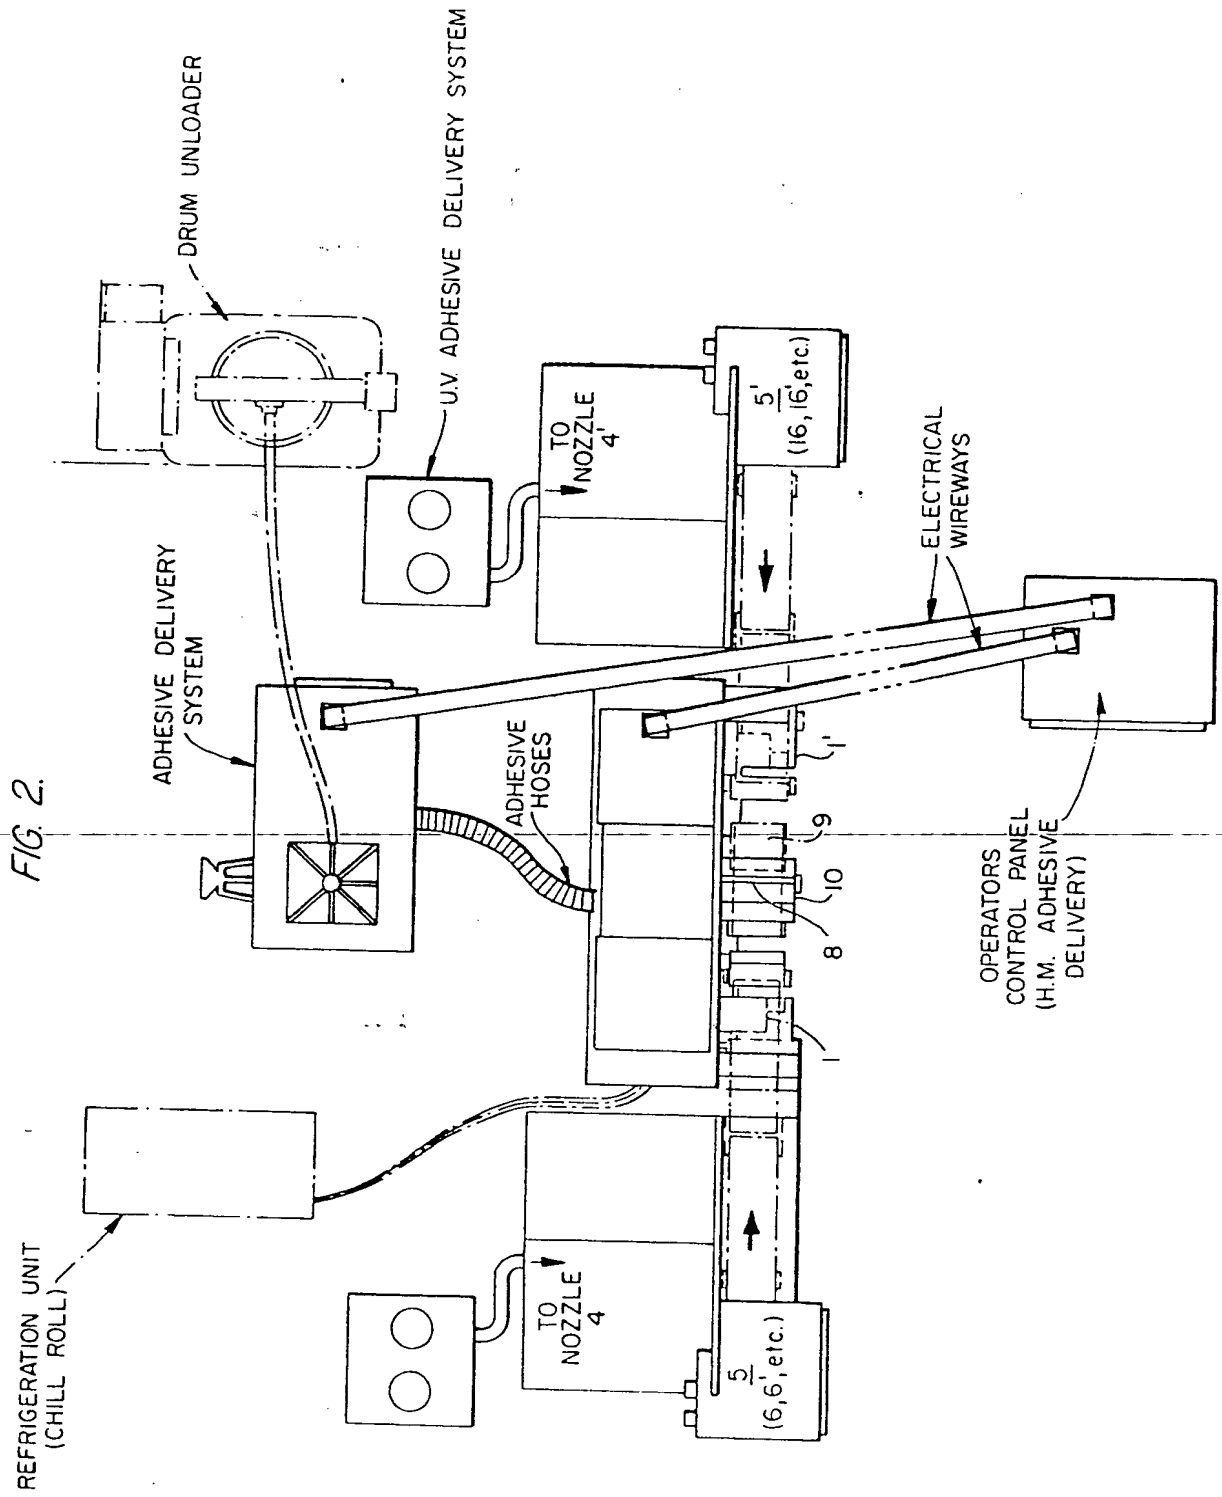 FIG. 2.
REFRIGERATION UNIT
(CHILL ROLL)
ADHESIVE DELIVERY
SYSTEM
DRUM UNLOADER
U.V. ADHESIVE DELIVERY SYSTEM
ADHESIVE
HOSES
TO
NOZZLE
4
TO
NOZZLE
4'
5
(6,6', etc.)
5'
(16,16', etc.)
1
8
10
9
1'
ELECTRICAL
WIREWAYS
OPERATORS
CONTROL PANEL
(H.M. ADHESIVE
DELIVERY)